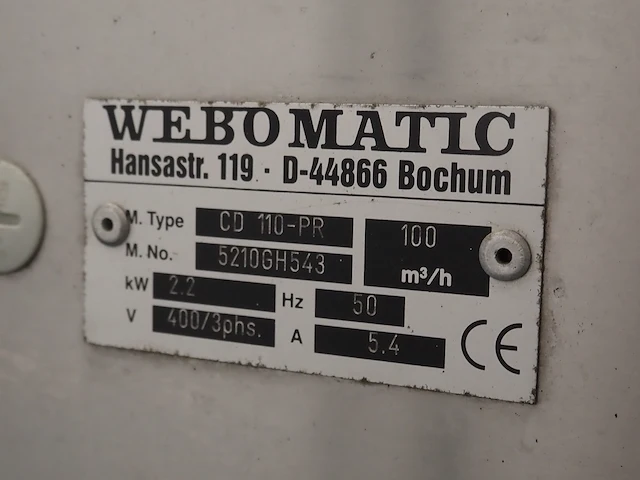 WEBOMATIC
Hansastr. 119 · D-44866 Bochum
M. Type CD 110-PR 100
M. No. 5210GH543 m³/h
kW 2.2 Hz 50
V 400/3phs. A 5.4 CE